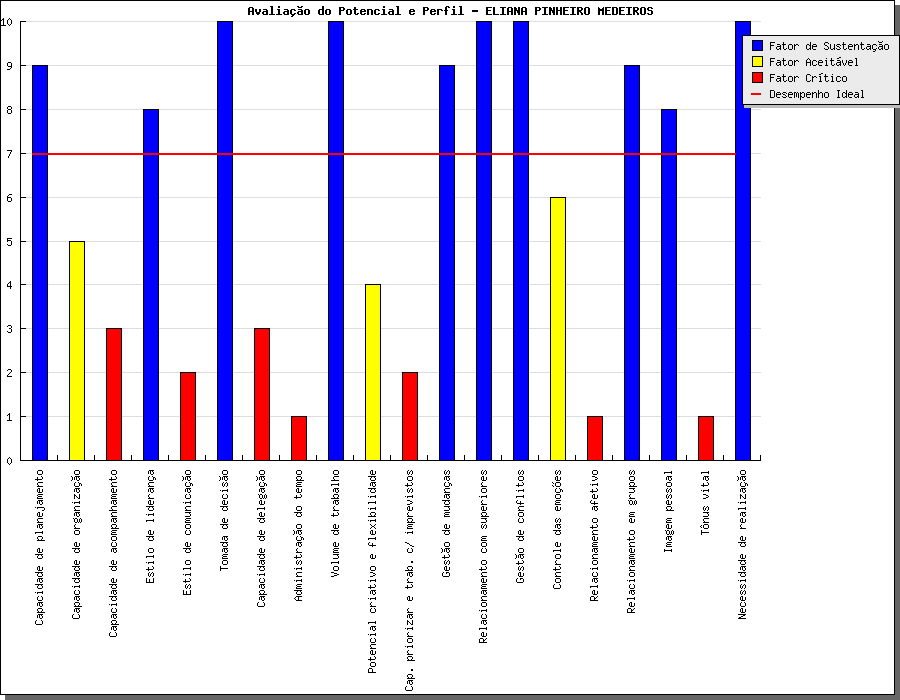 Avaliação do Potencial e Perfil - ELIANA PINHEIRO MEDEIROS
Fator de Sustentação
Fator Aceitável
Fator Crítico
Desempenho Ideal
10
9
8
7
6
5
4
3
2
1
0
Capacidade de planejamento
Capacidade de organização
Capacidade de acompanhamento
Estilo de liderança
Estilo de comunicação
Tomada de decisão
Capacidade de delegação
Administração do tempo
Volume de trabalho
Potencial criativo e flexibilidade
Cap. priorizar e trab. c/ imprevistos
Gestão de mudanças
Relacionamento com superiores
Gestão de conflitos
Controle das emoções
Relacionamento afetivo
Relacionamento em grupos
Imagem pessoal
Tônus vital
Necessidade de realização